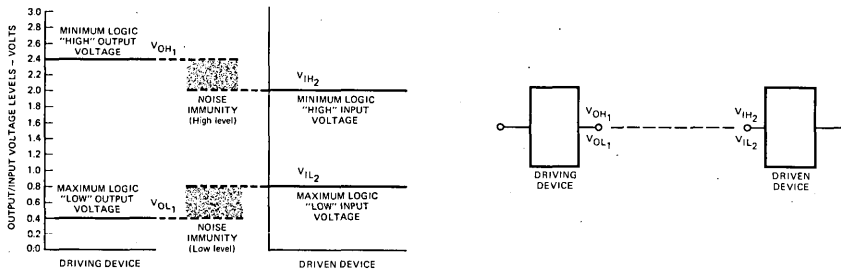 OUTPUT/INPUT VOLTAGE LEVELS – VOLTS
3.0
2.8
2.6
2.4
2.2
2.0
1.8
1.6
1.4
1.2
1.0
0.8
0.6
0.4
0.2
0.0
MINIMUM LOGIC
"HIGH" OUTPUT
VOLTAGE
VOH1
NOISE
IMMUNITY
(High level)
VIH2
MINIMUM LOGIC
"HIGH" INPUT
VOLTAGE
MAXIMUM LOGIC
"LOW" OUTPUT
VOLTAGE
VOL1
NOISE
IMMUNITY
(Low level)
VIL2
MAXIMUM LOGIC
"LOW" INPUT
VOLTAGE
DRIVING DEVICE
DRIVEN DEVICE
VOH1
VOL1
DRIVING
DEVICE
VIH2
VIL2
DRIVEN
DEVICE